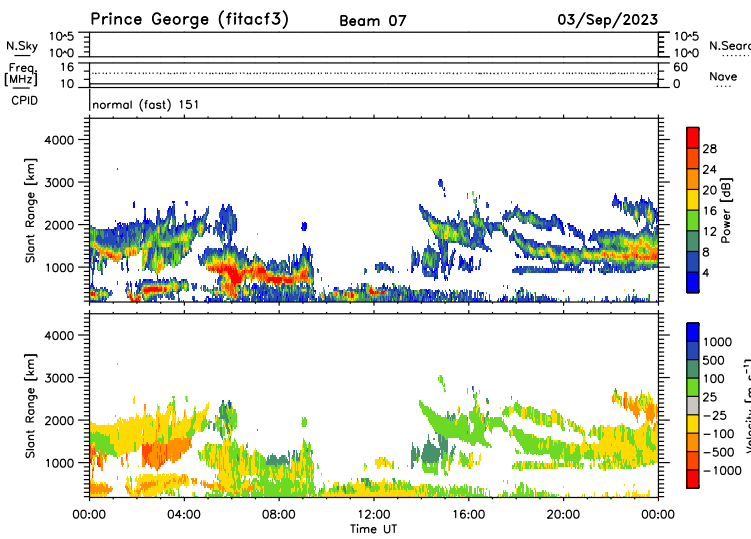 Prince George (fitacf3) Beam 07 03/Sep/2023
N.Sky 10^5 10^5 N.Sear
10^0 10^0
Freq 16 60 Nave
[MHz] 10 0
CPID normal (fast) 151
Slant Range [km]
4000
3000
2000
1000
28
24
20
16
12
8
4
Power [dB]
Slant Range [km]
4000
3000
2000
1000
1000
500
100
25
-25
-100
-500
-1000
Velocity [m s^-1]
00:00 04:00 08:00 12:00 16:00 20:00 00:00
Time UT